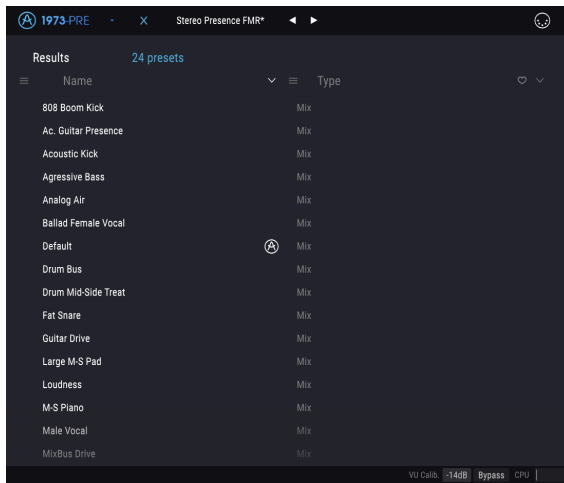 1973-PRE X Stereo Presence FMR*
Results 24 presets
Name Type
808 Boom Kick Mix
Ac. Guitar Presence Mix
Acoustic Kick Mix
Agressive Bass Mix
Analog Air Mix
Ballad Female Vocal Mix
Default Mix
Drum Bus Mix
Drum Mid-Side Treat Mix
Fat Snare Mix
Guitar Drive Mix
Large M-S Pad Mix
Loudness Mix
M-S Piano Mix
Male Vocal Mix
MixBus Drive Mix
VU Calib. -14dB Bypass CPU